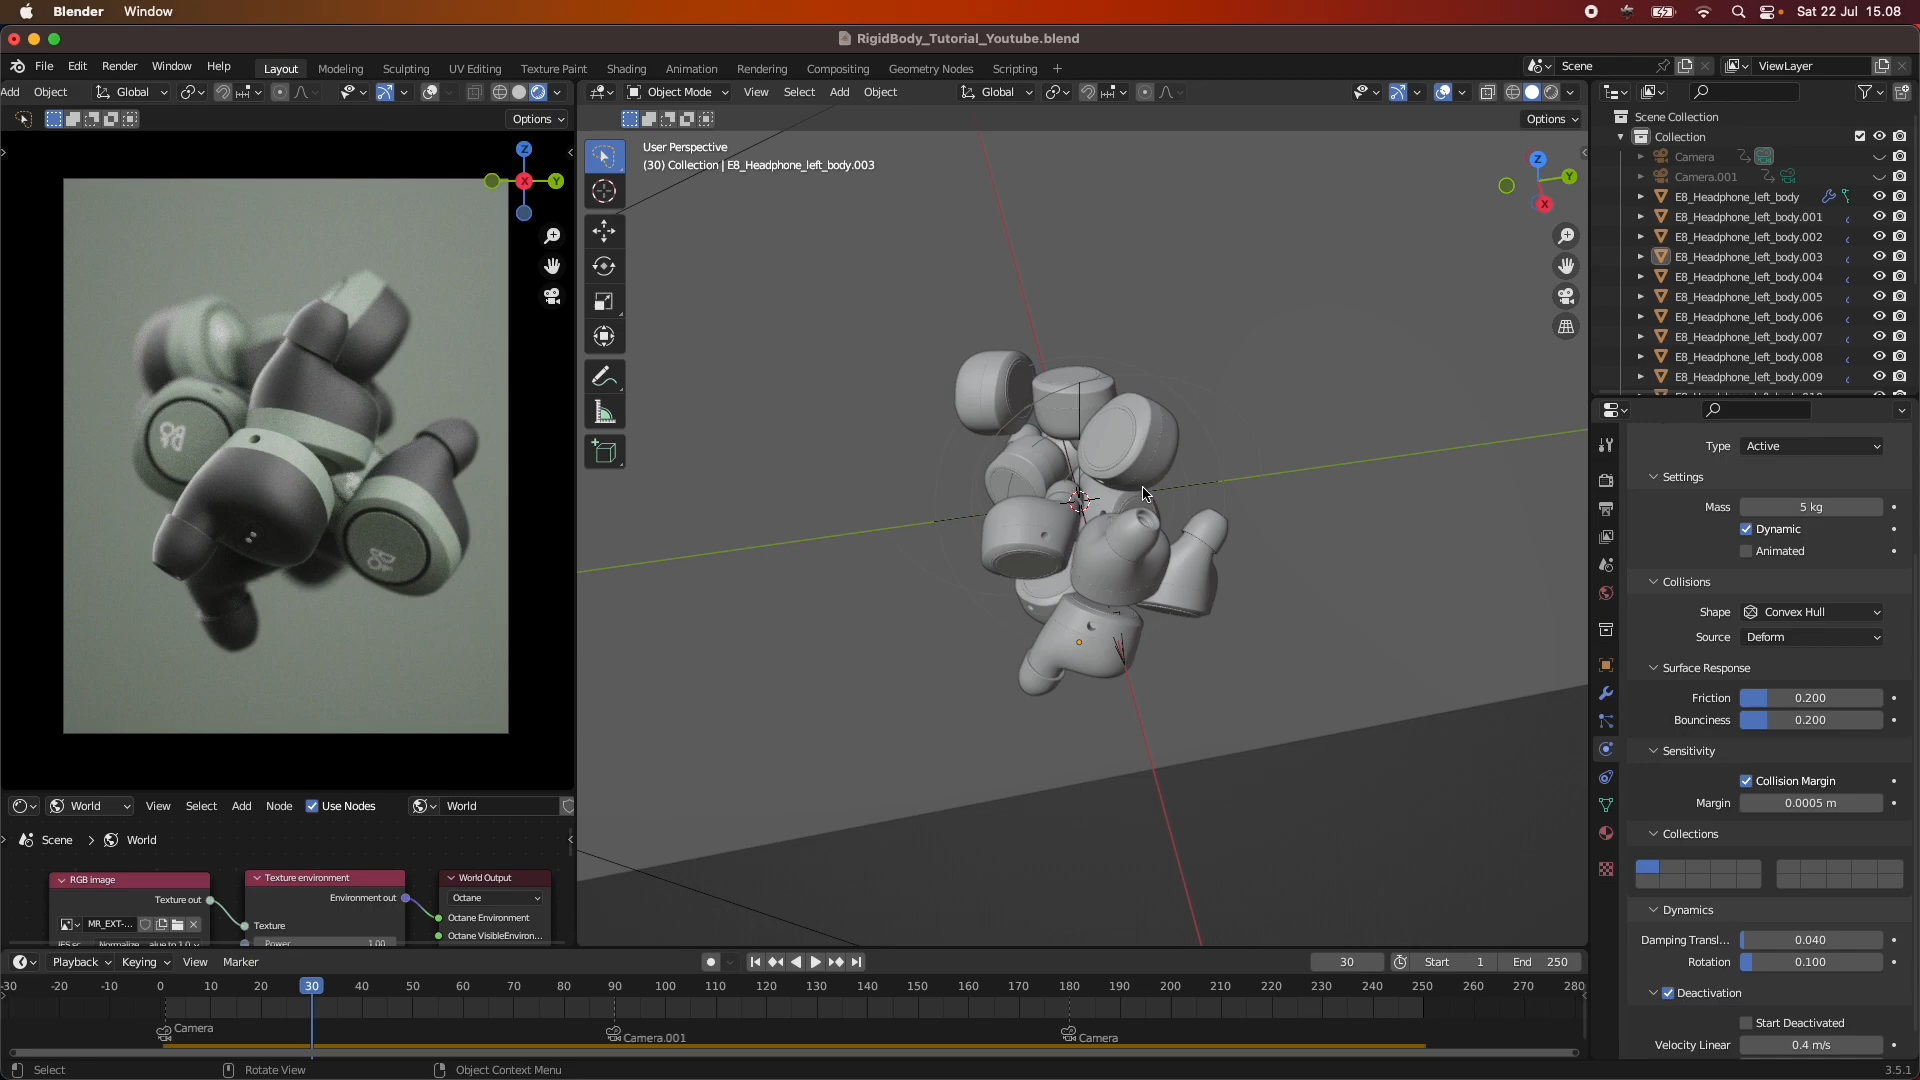 Blender Window Sat 22 Jul 15.08
RigidBody_Tutorial_Youtube.blend
File Edit Render Window Help Layout Modeling Sculpting UV Editing Texture Paint Shading Animation Rendering Compositing Geometry Nodes Scripting + Scene ViewLayer
Add Object Global Object Mode View Select Add Object Global
Options Options
User Perspective
(30) Collection | E8_Headphone_left_body.003
Z
Y
X
Z
Y
X
B&O
B&O
Scene Collection
Collection
Camera
Camera.001
E8_Headphone_left_body
E8_Headphone_left_body.001
E8_Headphone_left_body.002
E8_Headphone_left_body.003
E8_Headphone_left_body.004
E8_Headphone_left_body.005
E8_Headphone_left_body.006
E8_Headphone_left_body.007
E8_Headphone_left_body.008
E8_Headphone_left_body.009
Type Active
Settings
Mass 5 kg
Dynamic
Animated
Collisions
Shape Convex Hull
Source Deform
Surface Response
Friction 0.200
Bounciness 0.200
Sensitivity
Collision Margin
Margin 0.0005 m
Collections
Dynamics
Damping Transl... 0.040
Rotation 0.100
Deactivation
Start Deactivated
Velocity Linear 0.4 m/s
World View Select Add Node Use Nodes World
Scene > World
RGB image
Texture out
MR_EXT-...
Texture environment
Environment out
Texture
Power 1.00
World Output
Octane
Octane Environment
Octane VisibleEnviron...
Playback Keying View Marker 30 Start 1 End 250
-30 -20 -10 0 10 20 30 40 50 60 70 80 90 100 110 120 130 140 150 160 170 180 190 200 210 220 230 240 250 260 270 280
Camera Camera.001 Camera
Select Rotate View Object Context Menu 3.5.1